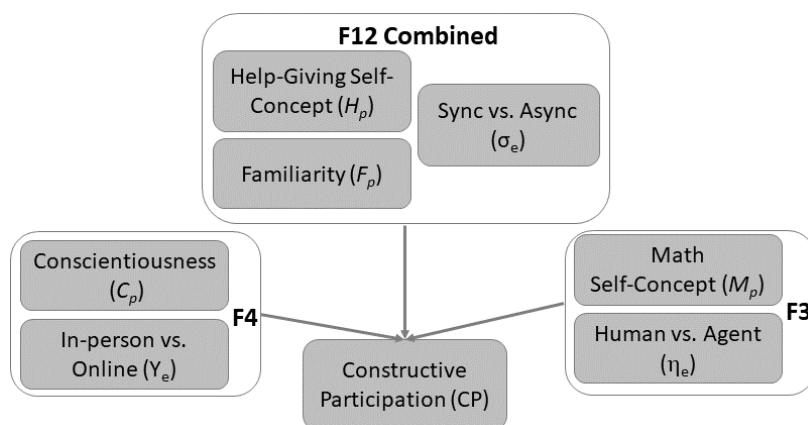 F12 Combined
Help-Giving Self-
Concept (Hₚ)
Sync vs. Async
(σₑ)
Familiarity (Fₚ)
Conscientiousness
(Cₚ)
F4
In-person vs.
Online (Υₑ)
Math
Self-Concept (Mₚ)
F3
Human vs. Agent
(ηₑ)
Constructive
Participation (CP)